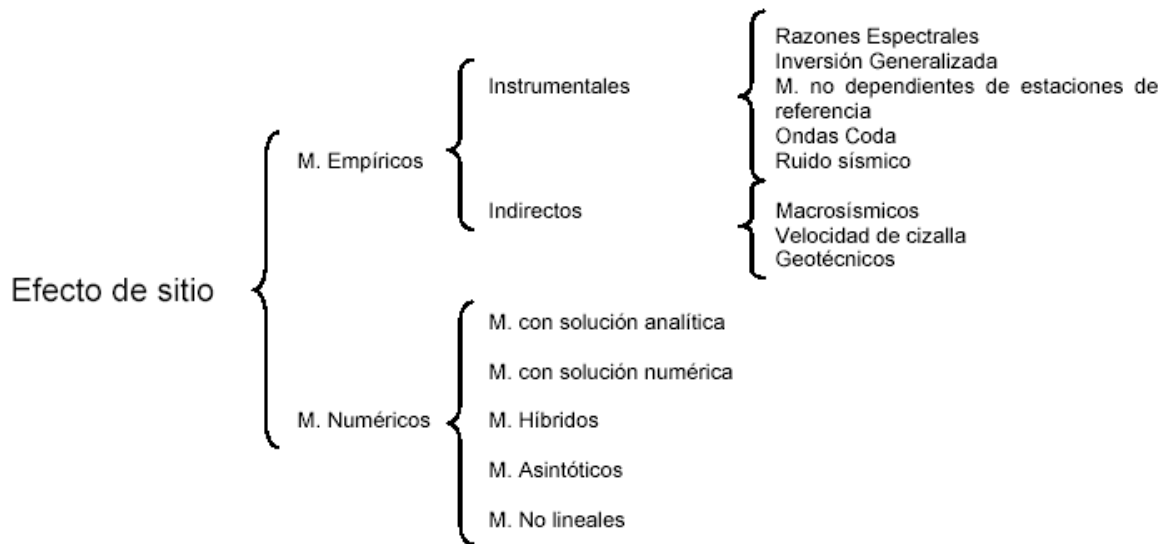 Efecto de sitio
M. Empíricos
Instrumentales
Razones Espectrales
Inversión Generalizada
M. no dependientes de estaciones de
referencia
Ondas Coda
Ruido sísmico
Indirectos
Macrosísmicos
Velocidad de cizalla
Geotécnicos
M. Numéricos
M. con solución analítica
M. con solución numérica
M. Híbridos
M. Asintóticos
M. No lineales